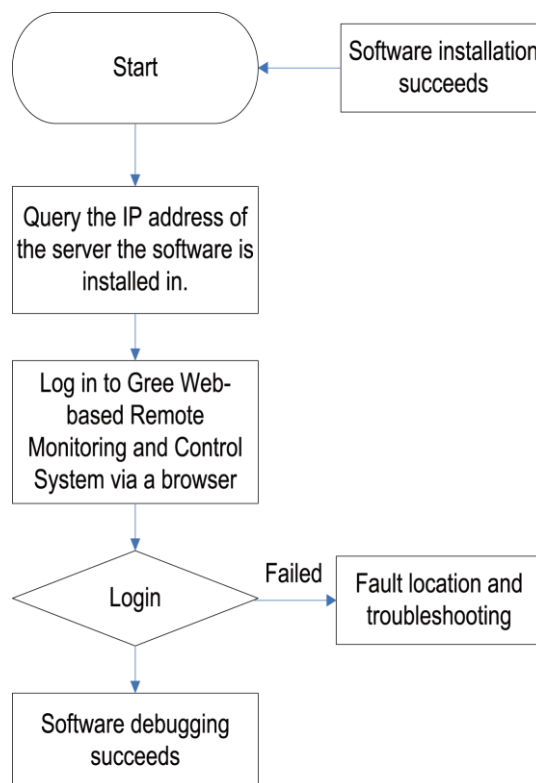 Start
Software installation
succeeds
Query the IP address of
the server the software is
installed in.
Log in to Gree Web-
based Remote
Monitoring and Control
System via a browser
Login
Failed
Fault location and
troubleshooting
Software debugging
succeeds